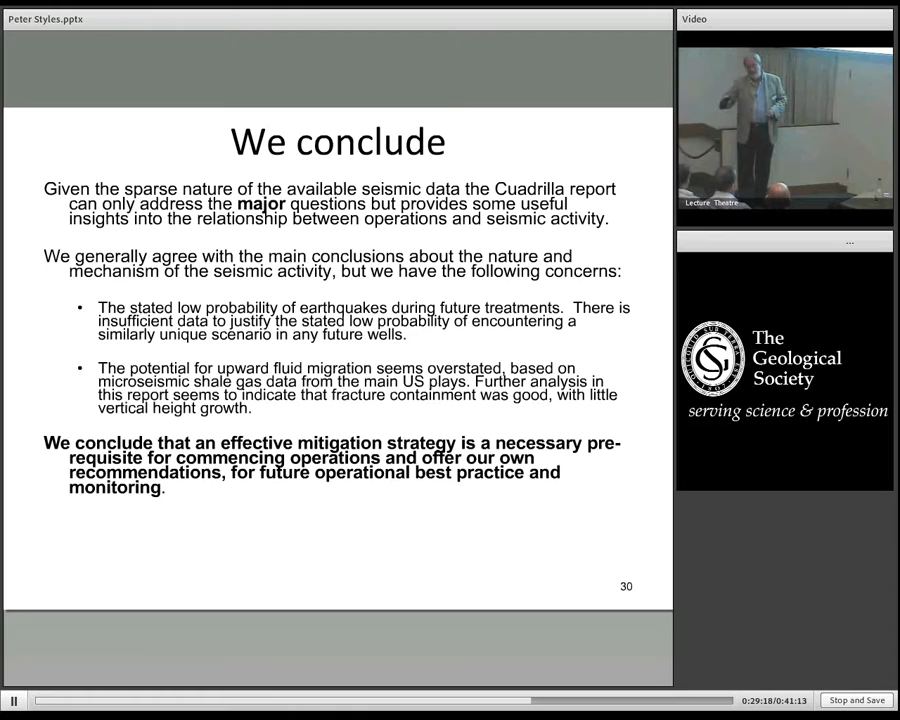 Peter Styles.pptx
We conclude
Given the sparse nature of the available seismic data the Cuadrilla report
can only address the major questions but provides some useful
insights into the relationship between operations and seismic activity.
We generally agree with the main conclusions about the nature and
mechanism of the seismic activity, but we have the following concerns:
• The stated low probability of earthquakes during future treatments. There is
insufficient data to justify the stated low probability of encountering a
similarly unique scenario in any future wells.
• The potential for upward fluid migration seems overstated, based on
microseismic shale gas data from the main US plays. Further analysis in
this report seems to indicate that fracture containment was good, with little
vertical height growth.
We conclude that an effective mitigation strategy is a necessary pre-
requisite for commencing operations and offer our own
recommendations, for future operational best practice and
monitoring.
30
Video
Lecture Theatre
...
The
Geological
Society
serving science & profession
0:29:18/0:41:13
Stop and Save